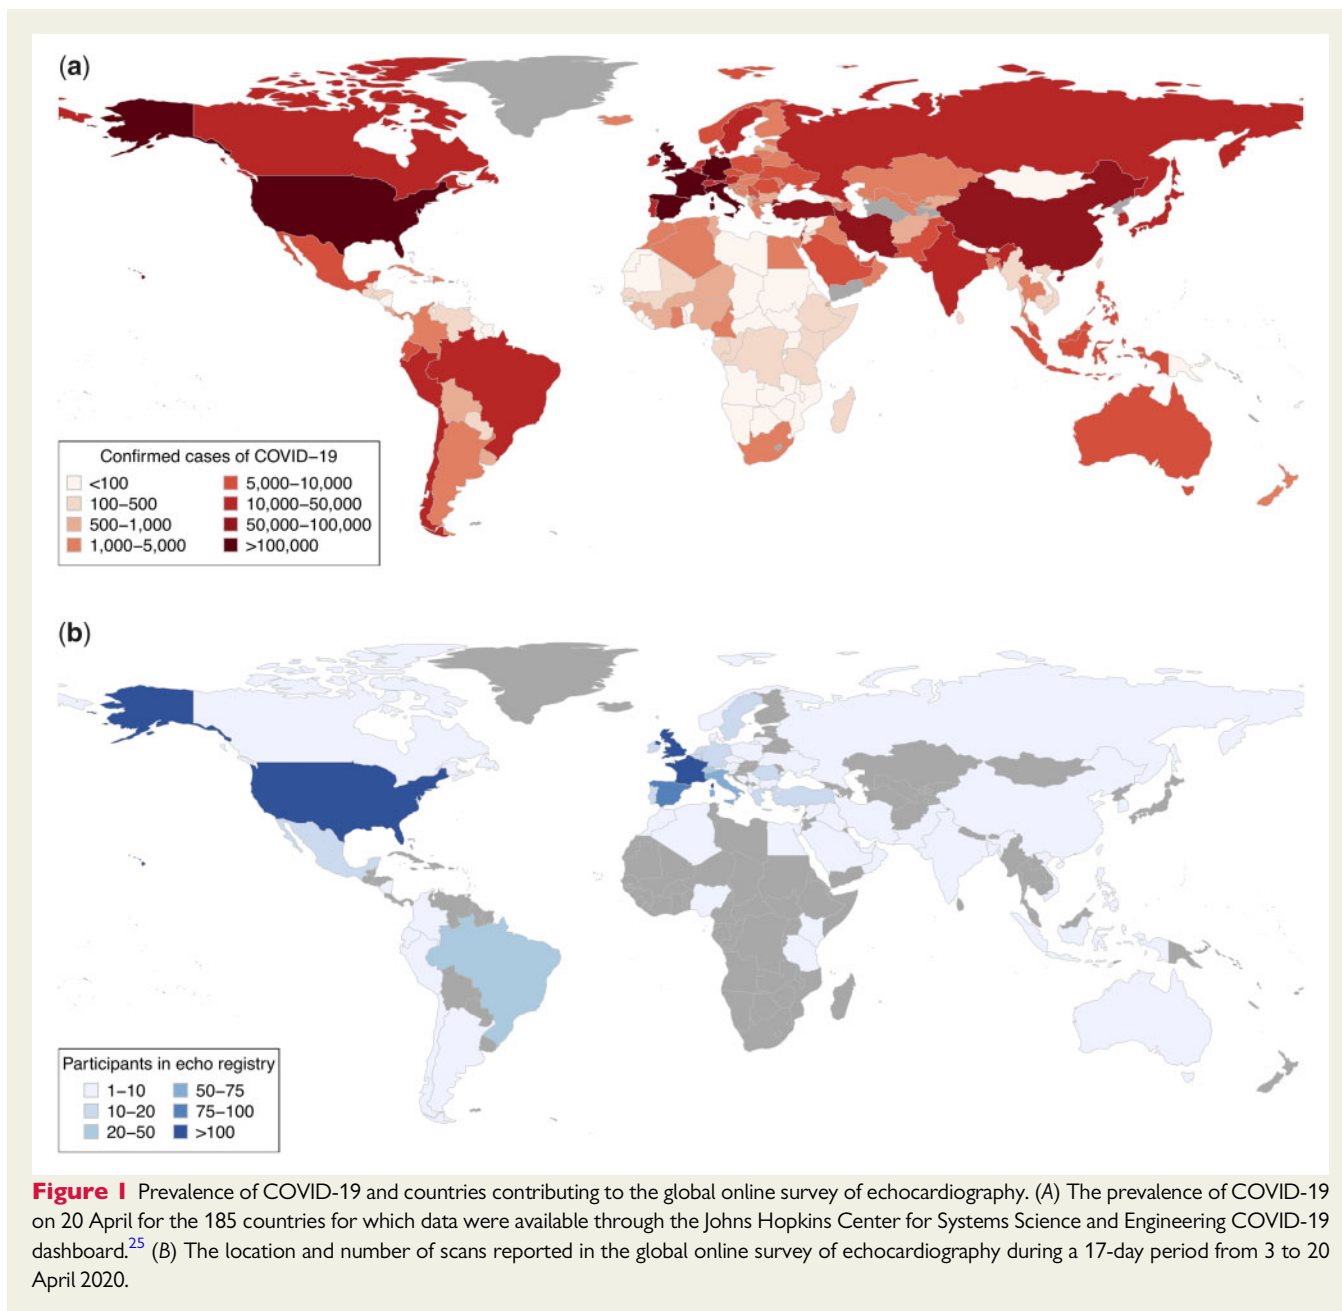 (a)
Confirmed cases of COVID–19
<100
5,000–10,000
100–500
10,000–50,000
500–1,000
50,000–100,000
1,000–5,000
>100,000
(b)
Participants in echo registry
1–10
50–75
10–20
75–100
20–50
>100
Figure 1 Prevalence of COVID-19 and countries contributing to the global online survey of echocardiography. (A) The prevalence of COVID-19
on 20 April for the 185 countries for which data were available through the Johns Hopkins Center for Systems Science and Engineering COVID-19
dashboard.25 (B) The location and number of scans reported in the global online survey of echocardiography during a 17-day period from 3 to 20
April 2020.